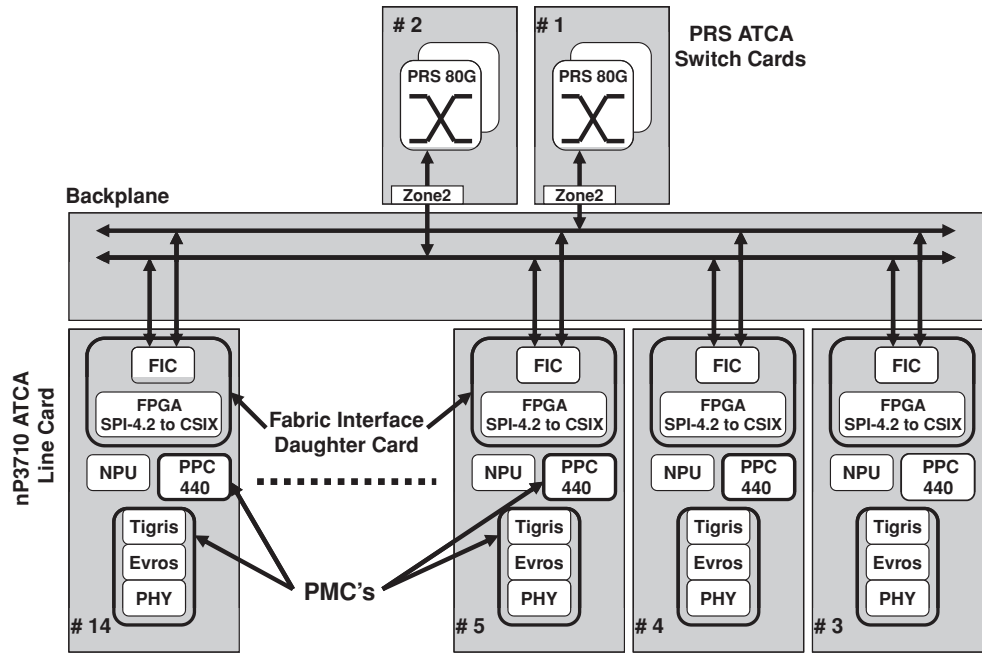 # 2
# 1
PRS ATCA
Switch Cards
PRS 80G
PRS 80G
Zone2
Zone2
Backplane
nP3710 ATCA
Line Card
FIC
FPGA
SPI-4.2 to CSIX
NPU
PPC
440
Tigris
Evros
PHY
# 14
Fabric Interface
Daughter Card
PMC's
FIC
FPGA
SPI-4.2 to CSIX
NPU
PPC
440
Tigris
Evros
PHY
# 5
FIC
FPGA
SPI-4.2 to CSIX
NPU
PPC
440
Tigris
Evros
PHY
# 4
FIC
FPGA
SPI-4.2 to CSIX
NPU
PPC
440
Tigris
Evros
PHY
# 3